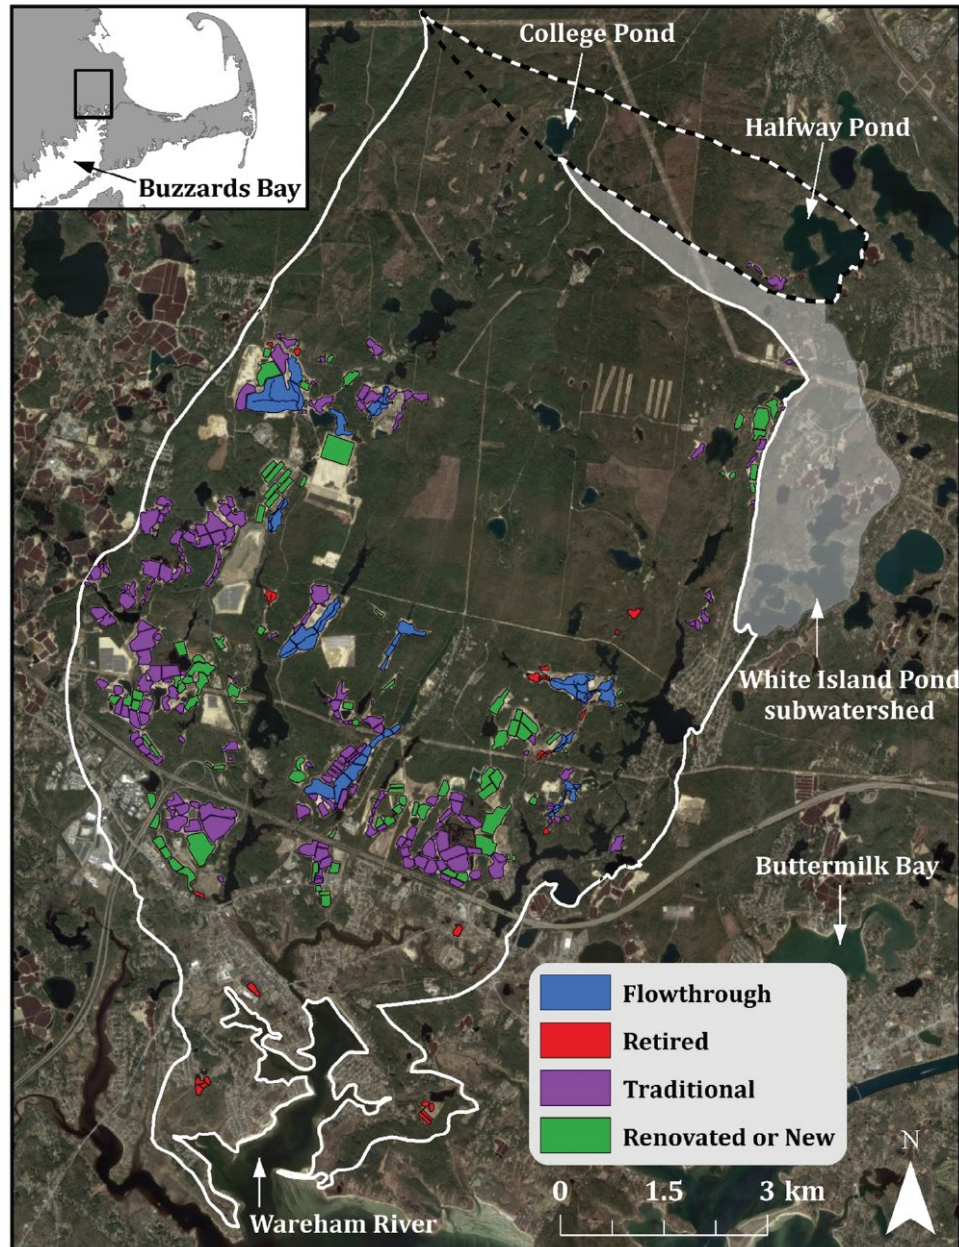 College Pond
Halfway Pond
Buzzards Bay
White Island Pond
subwatershed
Buttermilk Bay
Flowthrough
Retired
Traditional
Renovated or New
N
0 1.5 3 km
Wareham River